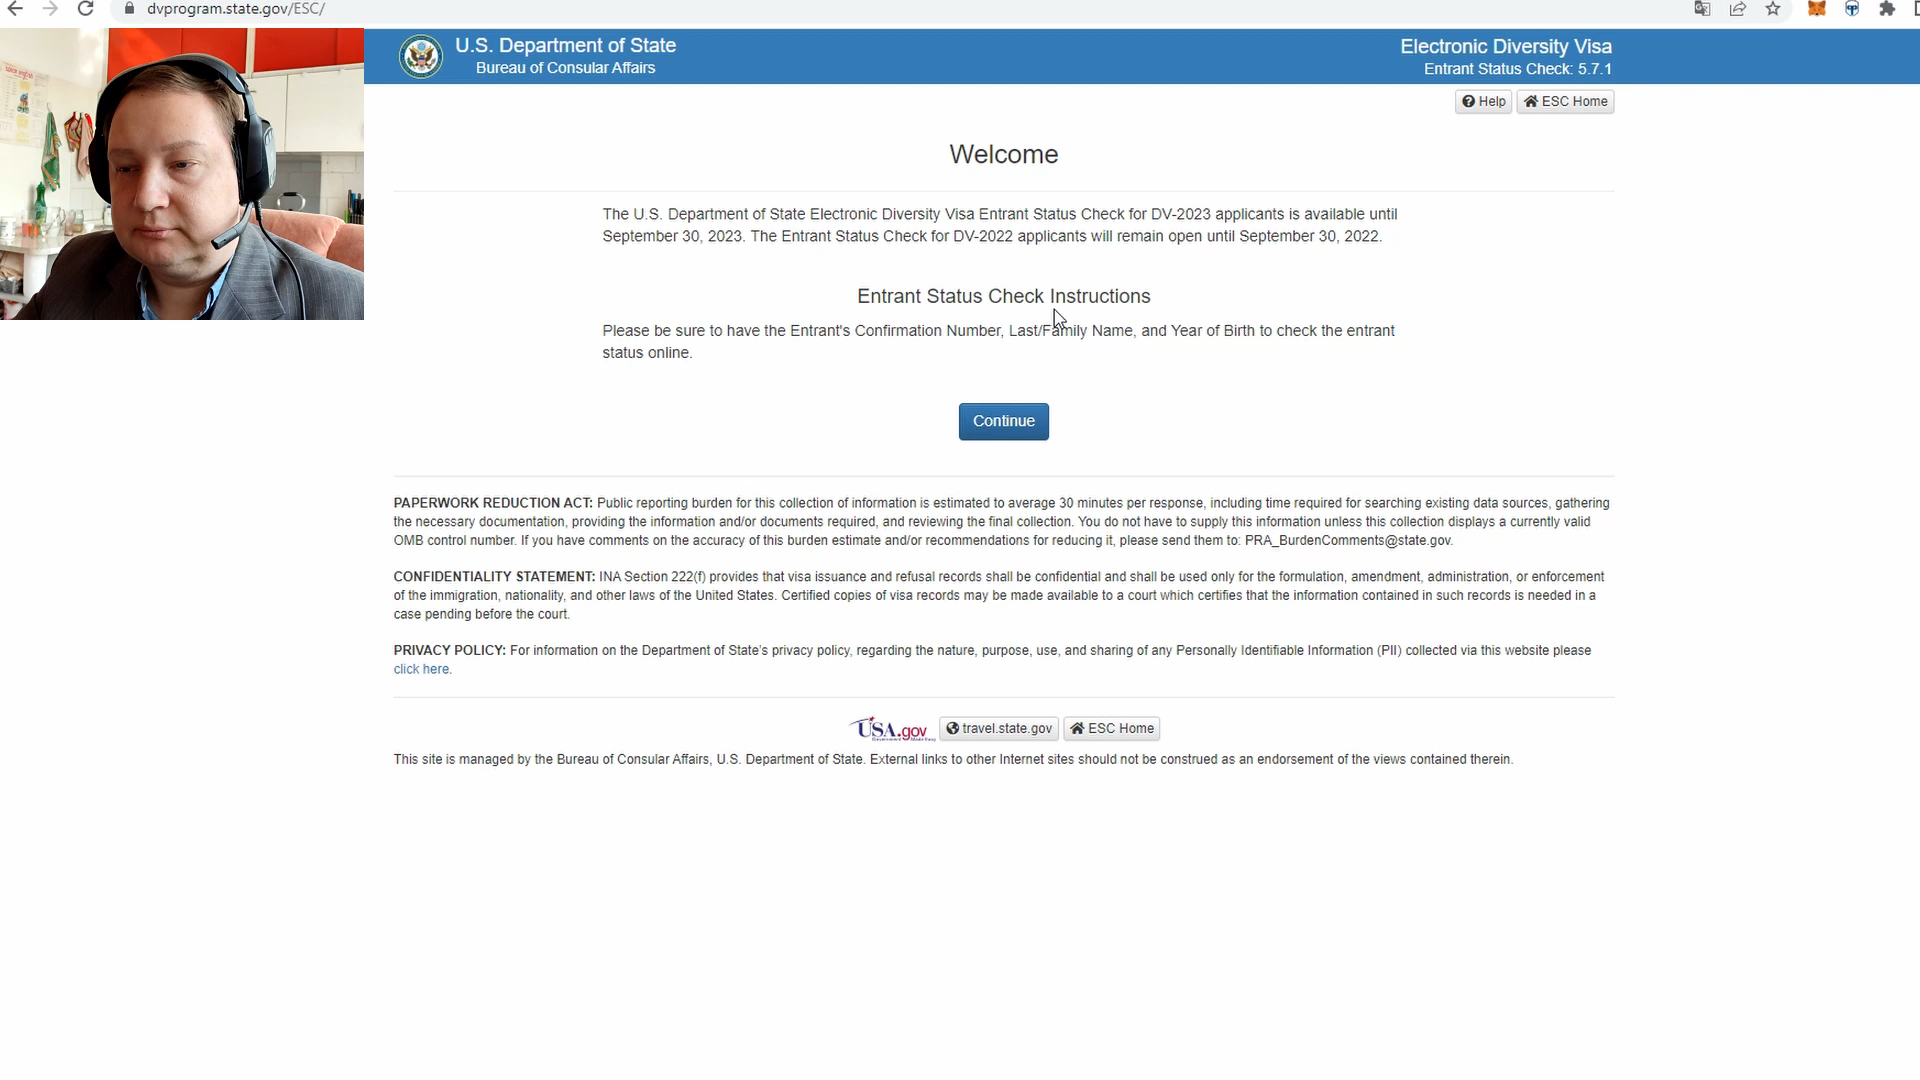 dvprogram.state.gov/ESC/
U.S. Department of State
Bureau of Consular Affairs
Electronic Diversity Visa
Entrant Status Check: 5.7.1
Help
ESC Home
Welcome
The U.S. Department of State Electronic Diversity Visa Entrant Status Check for DV-2023 applicants is available until
September 30, 2023. The Entrant Status Check for DV-2022 applicants will remain open until September 30, 2022.
Entrant Status Check Instructions
Please be sure to have the Entrant's Confirmation Number, Last/Family Name, and Year of Birth to check the entrant
status online.
Continue
PAPERWORK REDUCTION ACT: Public reporting burden for this collection of information is estimated to average 30 minutes per response, including time required for searching existing data sources, gathering
the necessary documentation, providing the information and/or documents required, and reviewing the final collection. You do not have to supply this information unless this collection displays a currently valid
OMB control number. If you have comments on the accuracy of this burden estimate and/or recommendations for reducing it, please send them to: PRA_BurdenComments@state.gov.
CONFIDENTIALITY STATEMENT: INA Section 222(f) provides that visa issuance and refusal records shall be confidential and shall be used only for the formulation, amendment, administration, or enforcement
of the immigration, nationality, and other laws of the United States. Certified copies of visa records may be made available to a court which certifies that the information contained in such records is needed in a
case pending before the court.
PRIVACY POLICY: For information on the Department of State's privacy policy, regarding the nature, purpose, use, and sharing of any Personally Identifiable Information (PII) collected via this website please
click here.
USA.gov
travel.state.gov
ESC Home
This site is managed by the Bureau of Consular Affairs, U.S. Department of State. External links to other Internet sites should not be construed as an endorsement of the views contained therein.